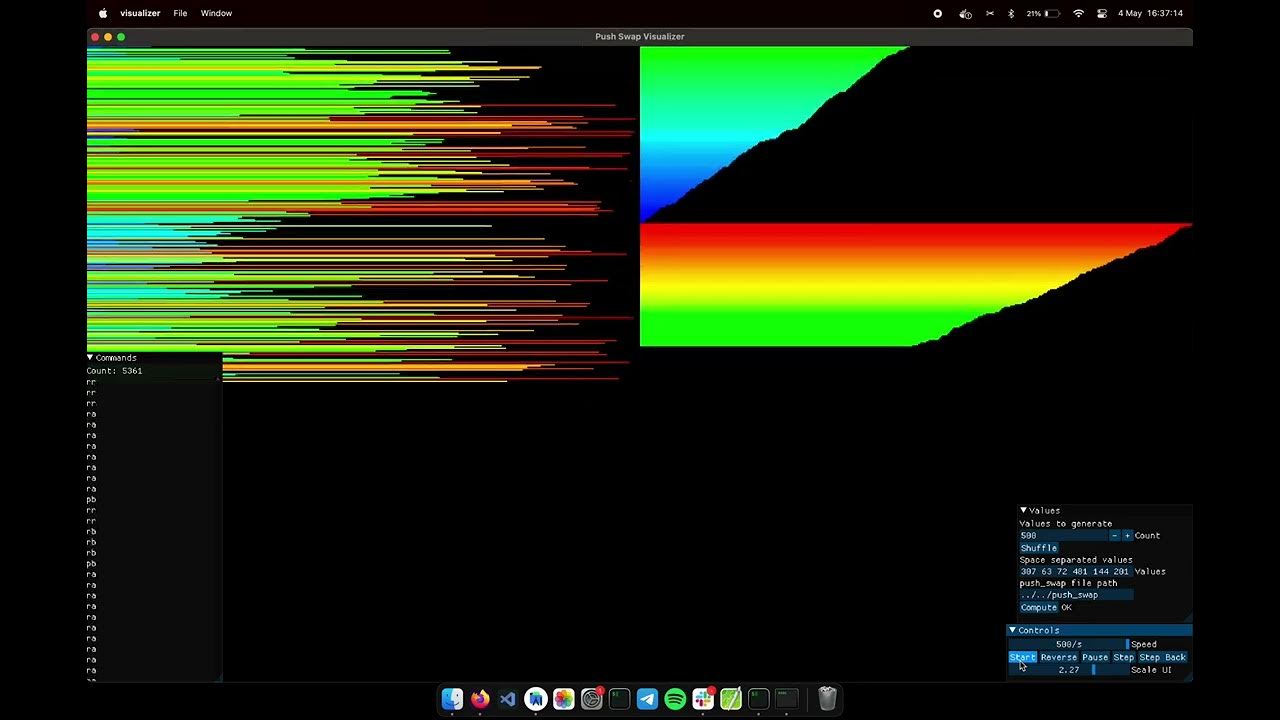 visualizer File Window 21% 4 May 16:37:14
Push Swap Visualizer
Commands
Count: 5361
rr
rr
rr
ra
ra
ra
ra
ra
ra
ra
ra
pb
rr
rr
rb
rb
rb
pb
ra
ra
ra
ra
ra
ra
ra
ra
ra
ra
Values
Values to generate
500 - + Count
Shuffle
Space separated values
307 63 72 481 144 201 Values
push_swap file path
../../push_swap
Compute OK
Controls
500/s Speed
Start Reverse Pause Step Step Back
2.27 Scale UI